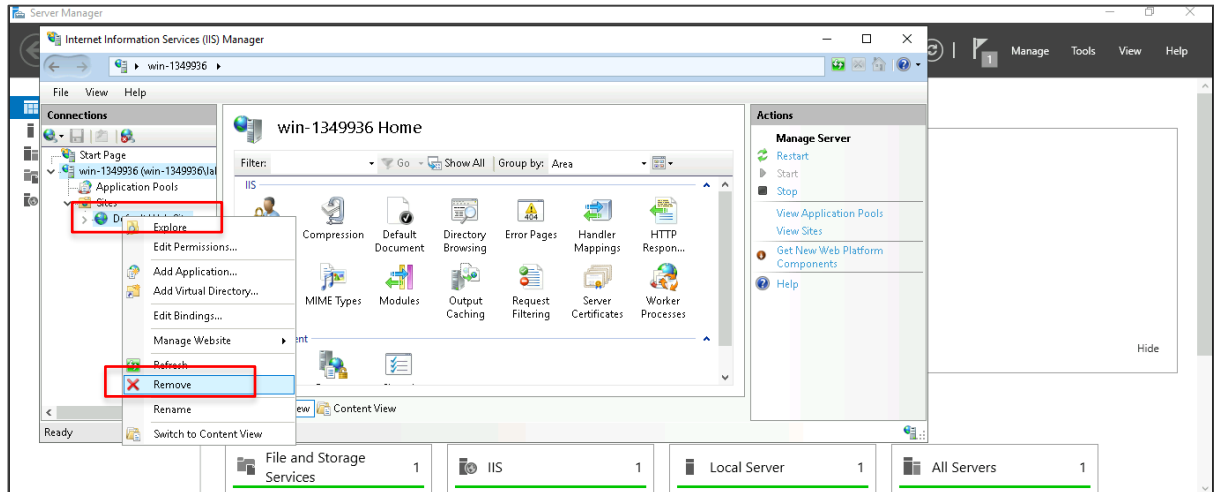 Server Manager
Internet Information Services (IIS) Manager
win-1349936
1
Manage
Tools
View
Help
File View Help
Connections
Start Page
win-1349936 (win-1349936\lal
Application Pools
Sites
Explore
Edit Permissions...
Add Application...
Add Virtual Directory...
Edit Bindings...
Manage Website
Refresh
Remove
Rename
Switch to Content View
Ready
win-1349936 Home
Filter:
Go
Show All
Group by:
Area
IIS
Compression
Default
Document
Directory
Browsing
Error Pages
404
Handler
Mappings
HTTP
Respon...
MIME Types
Modules
Output
Caching
Request
Filtering
Server
Certificates
Worker
Processes
ent
ew
Content View
Actions
Manage Server
Restart
Start
Stop
View Application Pools
View Sites
Get New Web Platform
Components
Help
Hide
File and Storage
Services
1
IIS
1
Local Server
1
All Servers
1